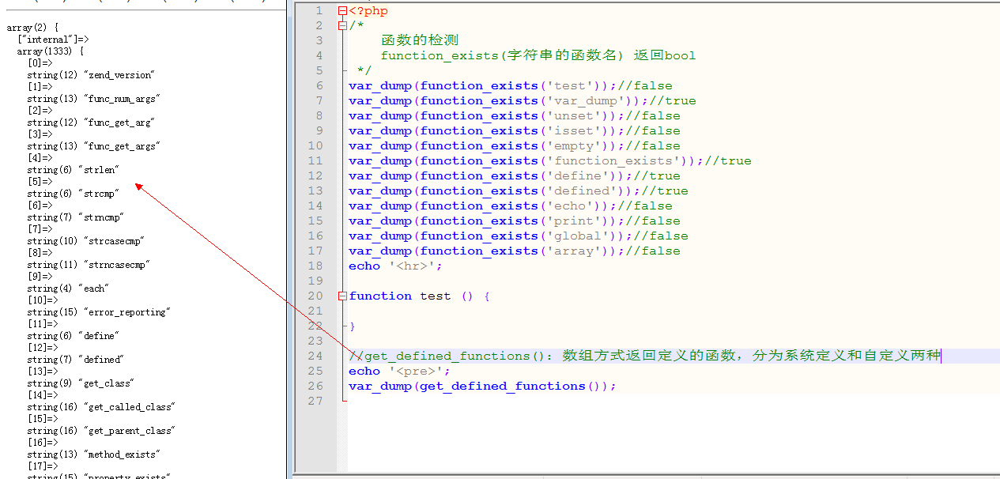 array(2) {
["internal"]=>
array(1333) {
[0]=>
string(12) "zend_version"
[1]=>
string(13) "func_num_args"
[2]=>
string(12) "func_get_arg"
[3]=>
string(13) "func_get_args"
[4]=>
string(6) "strlen"
[5]=>
string(6) "strcmp"
[6]=>
string(7) "strncmp"
[7]=>
string(10) "strcasecmp"
[8]=>
string(11) "strncasecmp"
[9]=>
string(4) "each"
[10]=>
string(15) "error_reporting"
[11]=>
string(6) "define"
[12]=>
string(7) "defined"
[13]=>
string(9) "get_class"
[14]=>
string(16) "get_called_class"
[15]=>
string(16) "get_parent_class"
[16]=>
string(13) "method_exists"
[17]=>
string(15) "property_exists"
1 <?php
2 /*
3 函数的检测
4 function_exists(字符串的函数名) 返回bool
5 */
6 var_dump(function_exists('test'));//false
7 var_dump(function_exists('var_dump'));//true
8 var_dump(function_exists('unset'));//false
9 var_dump(function_exists('isset'));//false
10 var_dump(function_exists('empty'));//false
11 var_dump(function_exists('function_exists'));//true
12 var_dump(function_exists('define'));//true
13 var_dump(function_exists('defined'));//true
14 var_dump(function_exists('echo'));//false
15 var_dump(function_exists('print'));//false
16 var_dump(function_exists('global'));//false
17 var_dump(function_exists('array'));//false
18 echo '<hr>';
19
20 function test () {
21
22 }
23
24 //get_defined_functions()：数组方式返回定义的函数，分为系统定义和自定义两种
25 echo '<pre>';
26 var_dump(get_defined_functions());
27